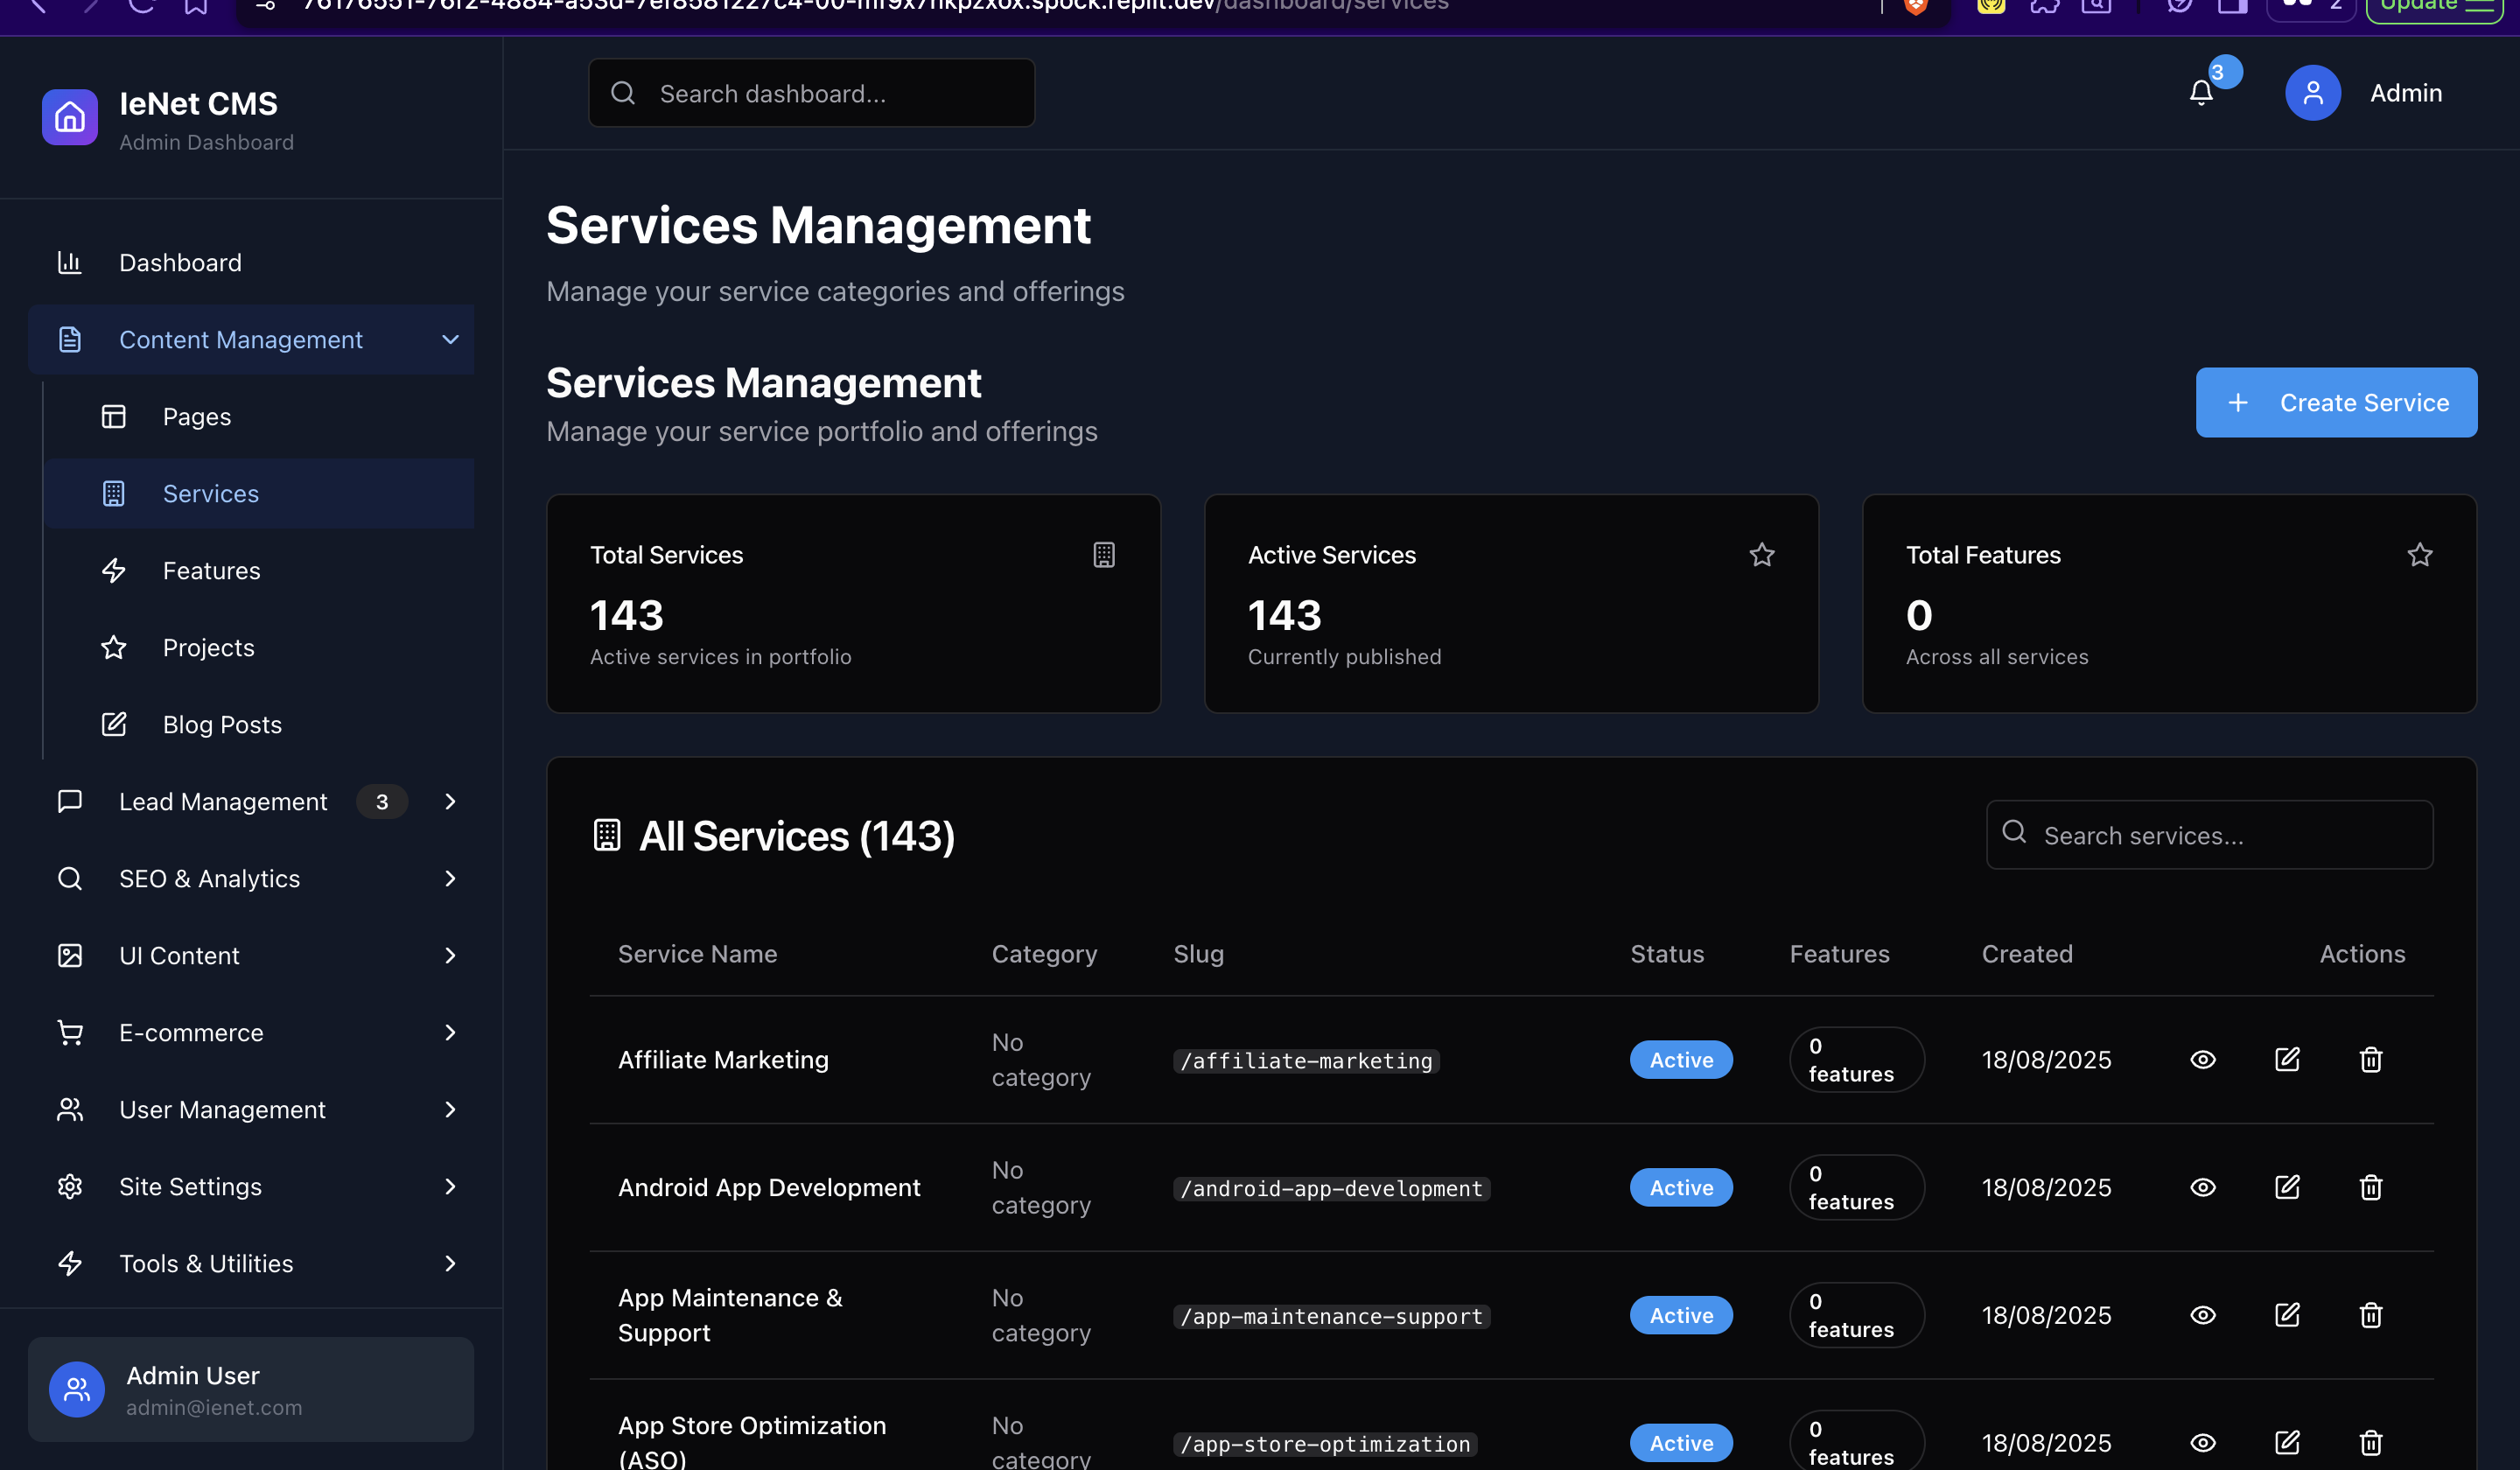 /dashboard/services
2
Update
IeNet CMS
Admin Dashboard
Search dashboard...
3
Admin
Dashboard
Content Management
Pages
Services
Features
Projects
Blog Posts
Lead Management 3
SEO & Analytics
UI Content
E-commerce
User Management
Site Settings
Tools & Utilities
Admin User
admin@ienet.com
Services Management
Manage your service categories and offerings
Services Management
Manage your service portfolio and offerings
Create Service
Total Services
143
Active services in portfolio
Active Services
143
Currently published
Total Features
0
Across all services
All Services (143)
Search services...
Service Name Category Slug Status Features Created Actions
Affiliate Marketing No category /affiliate-marketing Active 0 features 18/08/2025
Android App Development No category /android-app-development Active 0 features 18/08/2025
App Maintenance & Support No category /app-maintenance-support Active 0 features 18/08/2025
App Store Optimization (ASO) No category /app-store-optimization Active 0 features 18/08/2025